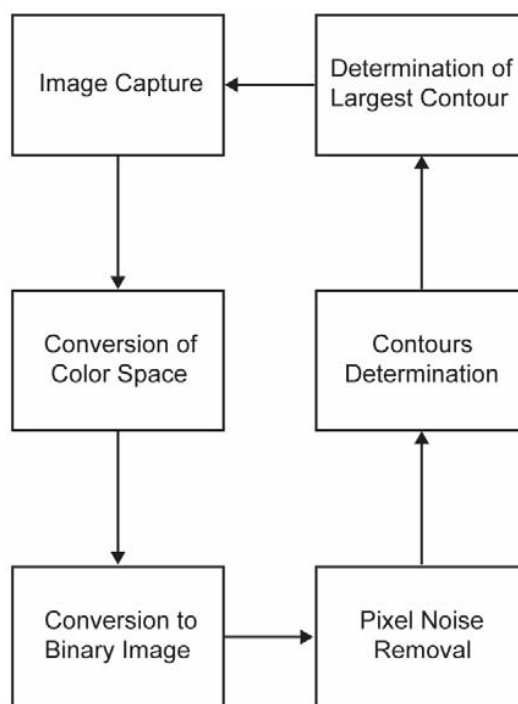 Image Capture
Determination of
Largest Contour
Conversion of
Color Space
Contours
Determination
Conversion to
Binary Image
Pixel Noise
Removal